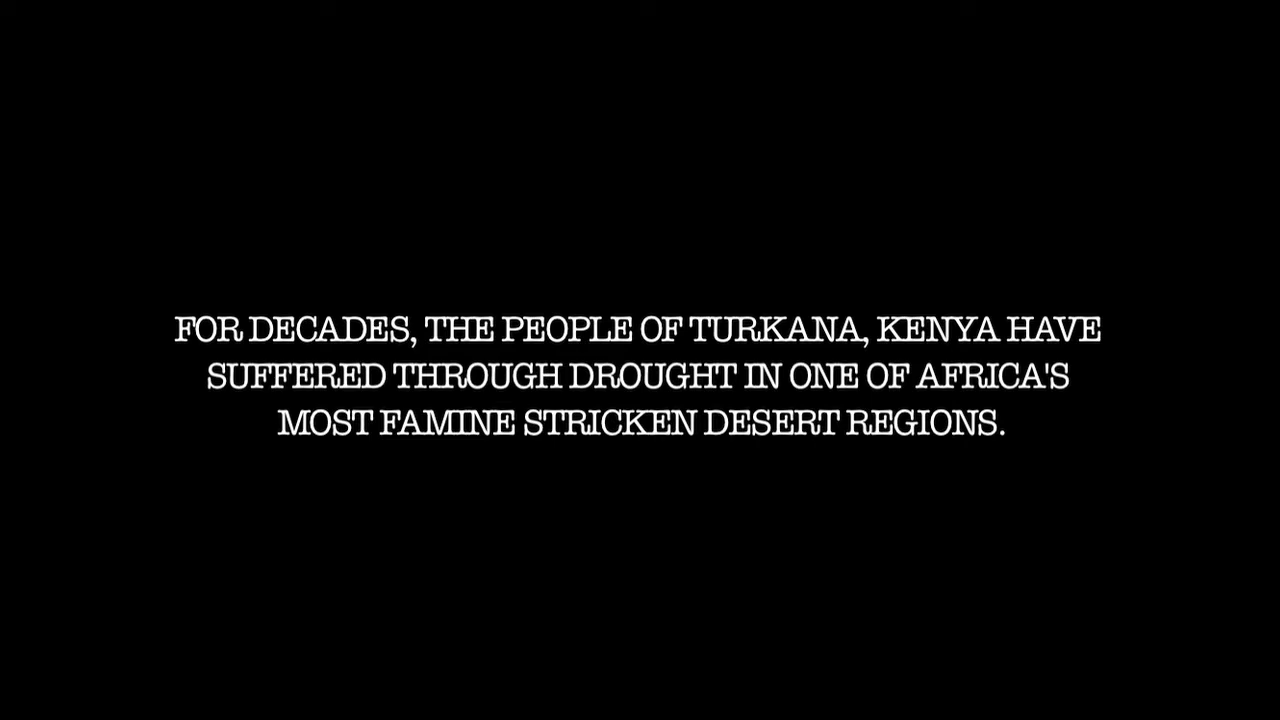 FOR DECADES, THE PEOPLE OF TURKANA, KENYA HAVE
SUFFERED THROUGH DROUGHT IN ONE OF AFRICA'S
MOST FAMINE STRICKEN DESERT REGIONS.